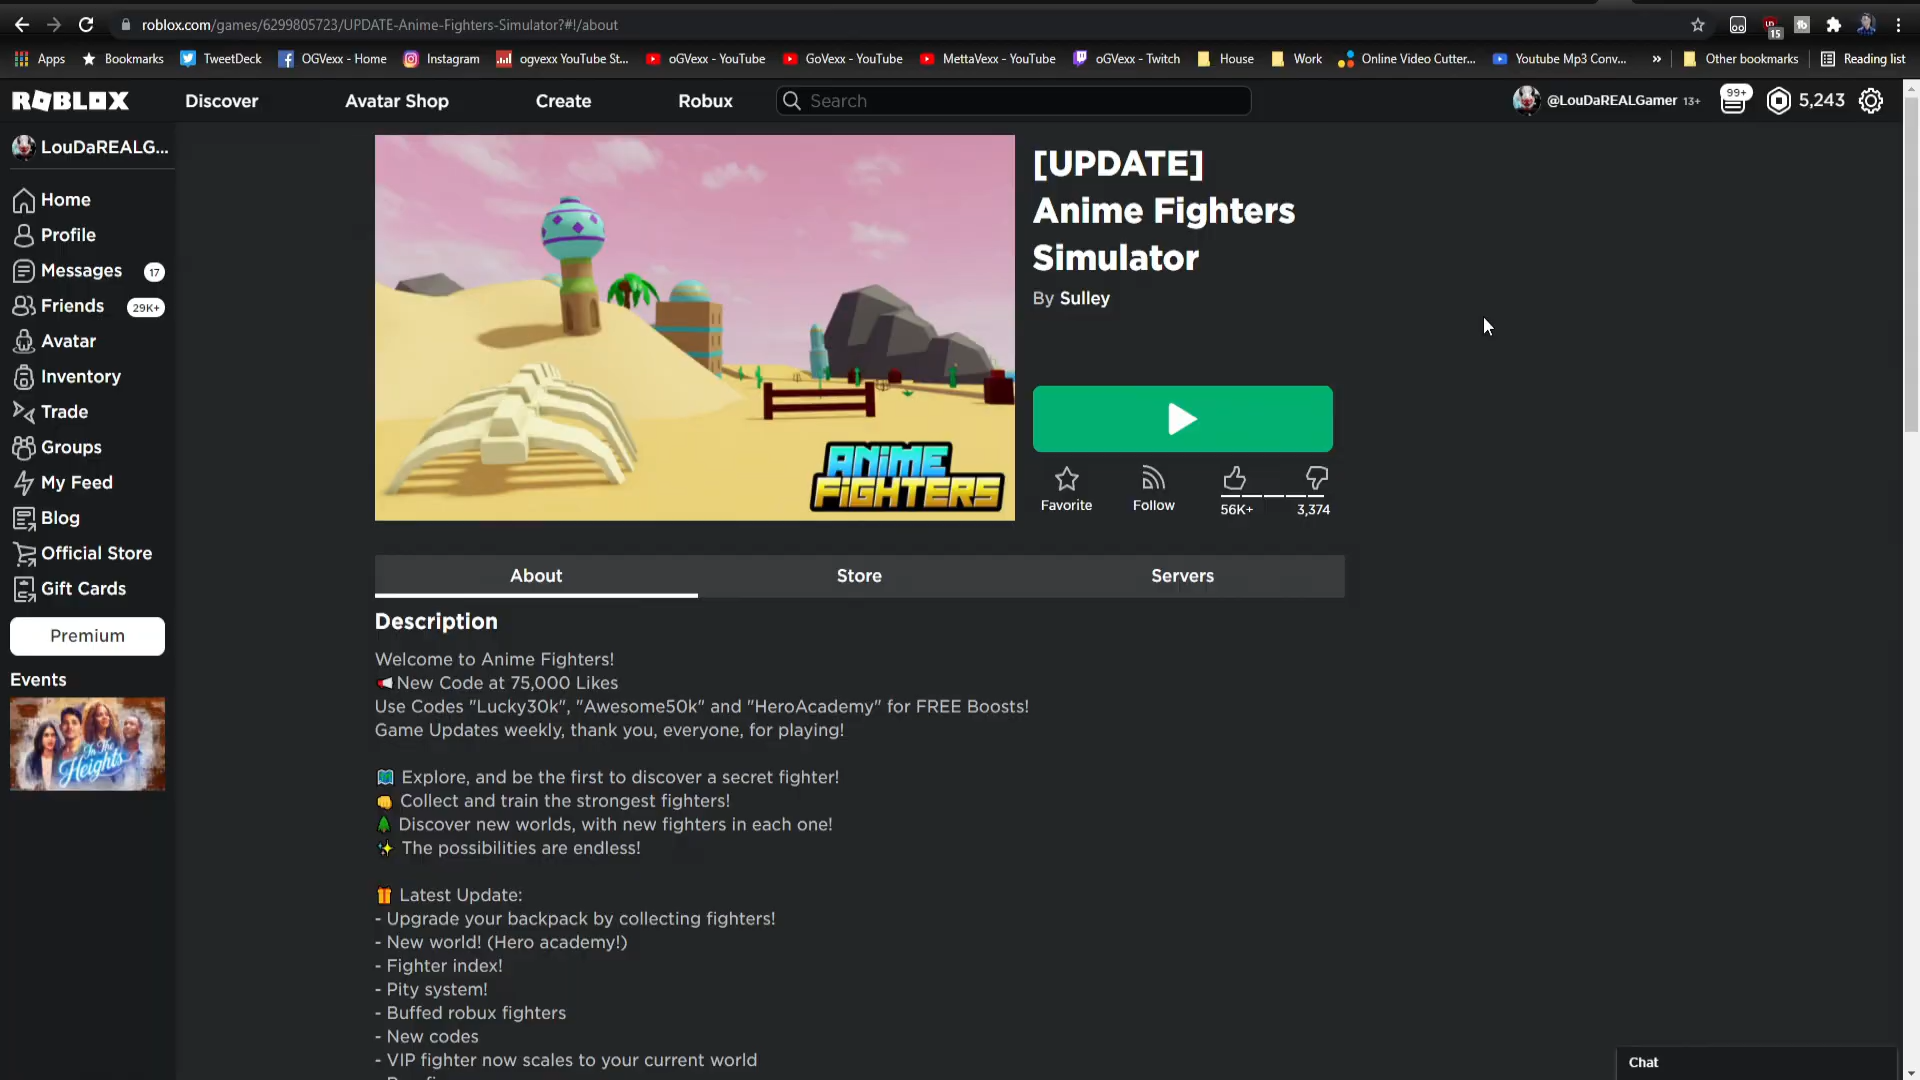 roblox.com/games/6299805723/UPDATE-Anime-Fighters-Simulator?#!/about
15
Apps
Bookmarks
TweetDeck
OGVexx - Home
Instagram
ogvexx YouTube St...
oGVexx - YouTube
GoVexx - YouTube
MettaVexx - YouTube
oGVexx - Twitch
House
Work
Online Video Cutter...
Youtube Mp3 Conv...
»
Other bookmarks
Reading list
ROBLOX
Discover
Avatar Shop
Create
Robux
Search
@LouDaREALGamer 13+
99+
5,243
LouDaREALG...
Home
Profile
Messages 17
Friends 29K+
Avatar
Inventory
Trade
Groups
My Feed
Blog
Official Store
Gift Cards
Premium
Events
In The Heights
ANIME
FIGHTERS
[UPDATE]
Anime Fighters
Simulator
By Sulley
Favorite
Follow
56K+
3,374
About
Store
Servers
Description
Welcome to Anime Fighters!
New Code at 75,000 Likes
Use Codes "Lucky30k", "Awesome50k" and "HeroAcademy" for FREE Boosts!
Game Updates weekly, thank you, everyone, for playing!
Explore, and be the first to discover a secret fighter!
Collect and train the strongest fighters!
Discover new worlds, with new fighters in each one!
The possibilities are endless!
Latest Update:
- Upgrade your backpack by collecting fighters!
- New world! (Hero academy!)
- Fighter index!
- Pity system!
- Buffed robux fighters
- New codes
- VIP fighter now scales to your current world
Chat